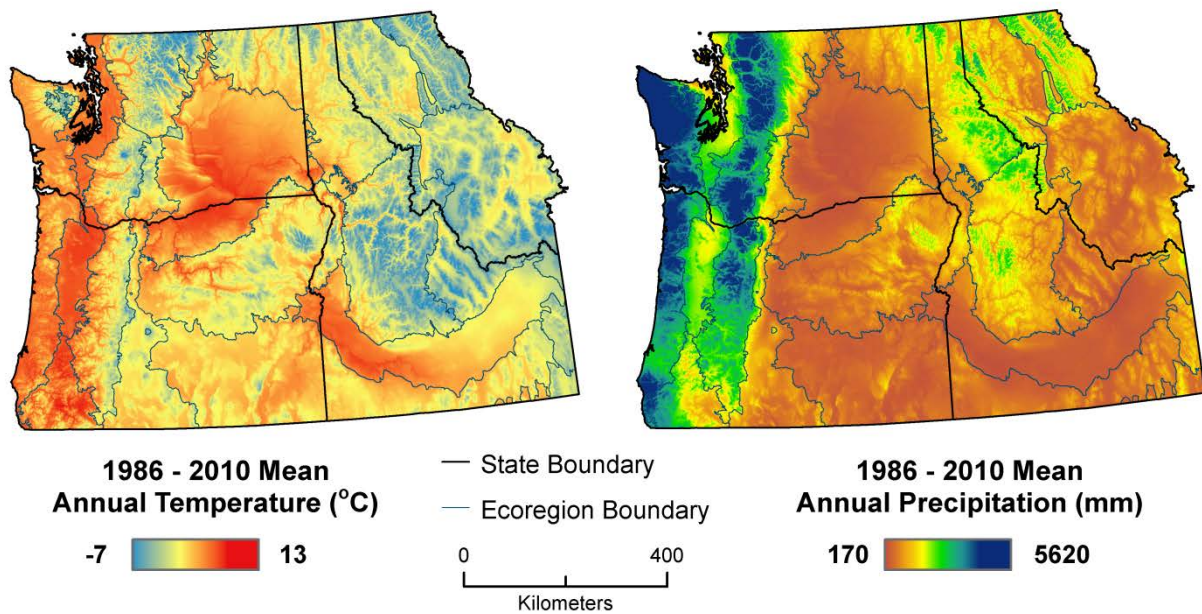 1986 - 2010 Mean
Annual Temperature (°C)
-7 13
State Boundary
Ecoregion Boundary
0 400
Kilometers
1986 - 2010 Mean
Annual Precipitation (mm)
170 5620